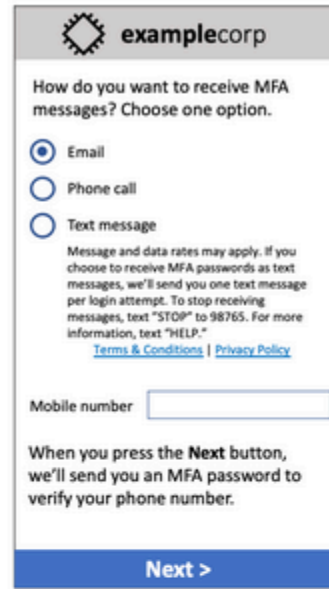 examplecorp
How do you want to receive MFA
messages? Choose one option.
Email
Phone call
Text message
Message and data rates may apply. If you
choose to receive MFA passwords as text
messages, we'll send you one text message
per login attempt. To stop receiving
messages, text "STOP" to 98765. For more
information, text "HELP."
Terms & Conditions | Privacy Policy
Mobile number
When you press the Next button,
we'll send you an MFA password to
verify your phone number.
Next >